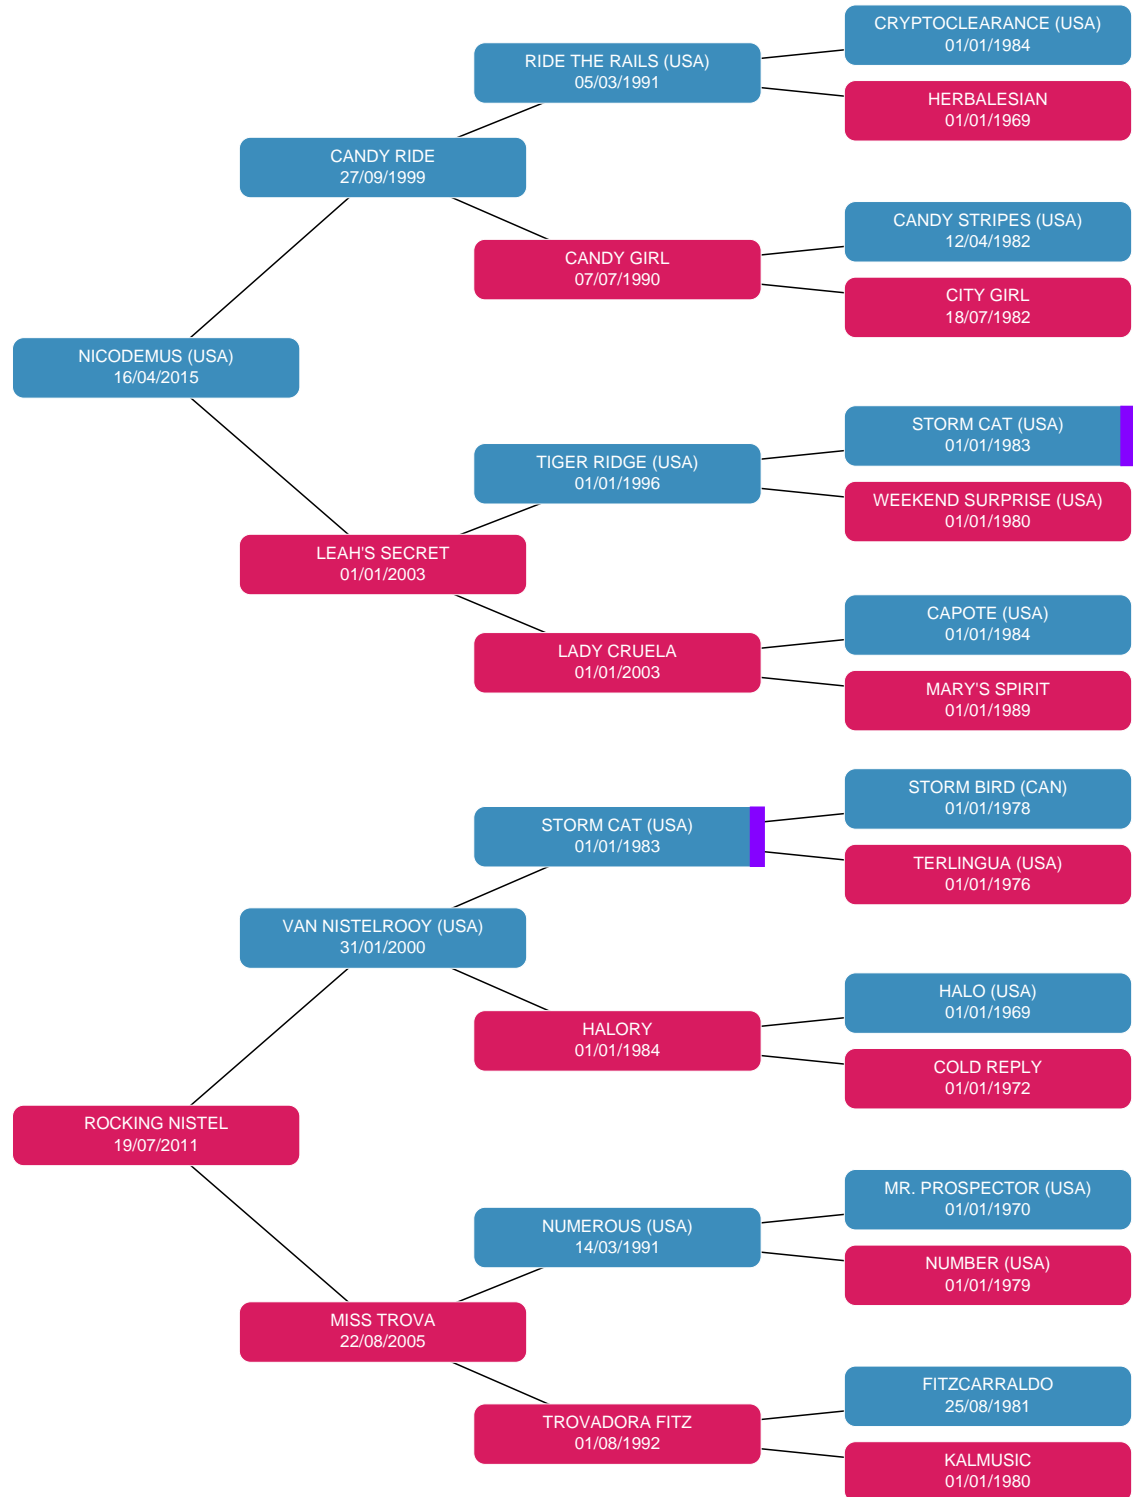 CRYPTOCLEARANCE (USA)
01/01/1984
RIDE THE RAILS (USA)
05/03/1991
HERBALESIAN
01/01/1969
CANDY RIDE
27/09/1999
CANDY STRIPES (USA)
12/04/1982
CANDY GIRL
07/07/1990
CITY GIRL
18/07/1982
NICODEMUS (USA)
16/04/2015
STORM CAT (USA)
01/01/1983
TIGER RIDGE (USA)
01/01/1996
WEEKEND SURPRISE (USA)
01/01/1980
LEAH'S SECRET
01/01/2003
CAPOTE (USA)
01/01/1984
LADY CRUELA
01/01/2003
MARY'S SPIRIT
01/01/1989
STORM BIRD (CAN)
01/01/1978
STORM CAT (USA)
01/01/1983
TERLINGUA (USA)
01/01/1976
VAN NISTELROOY (USA)
31/01/2000
HALO (USA)
01/01/1969
HALORY
01/01/1984
COLD REPLY
01/01/1972
ROCKING NISTEL
19/07/2011
MR. PROSPECTOR (USA)
01/01/1970
NUMEROUS (USA)
14/03/1991
NUMBER (USA)
01/01/1979
MISS TROVA
22/08/2005
FITZCARRALDO
25/08/1981
TROVADORA FITZ
01/08/1992
KALMUSIC
01/01/1980